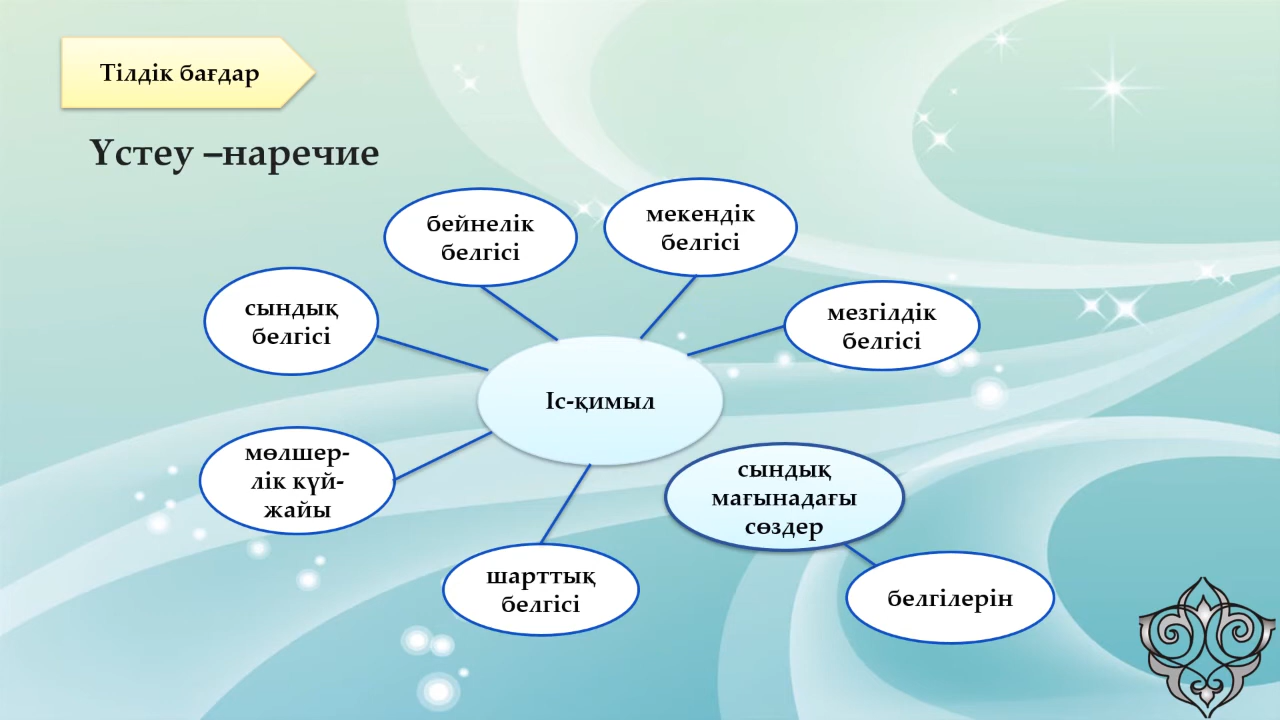 Тілдік бағдар
Үстеу –наречие
бейнелік
белгісі
мекендік
белгісі
сындық
белгісі
мезгілдік
белгісі
Іс-қимыл
мөлшер-
лік күй-
жайы
сындық
мағынадағы
сөздер
шарттық
белгісі
белгілерін